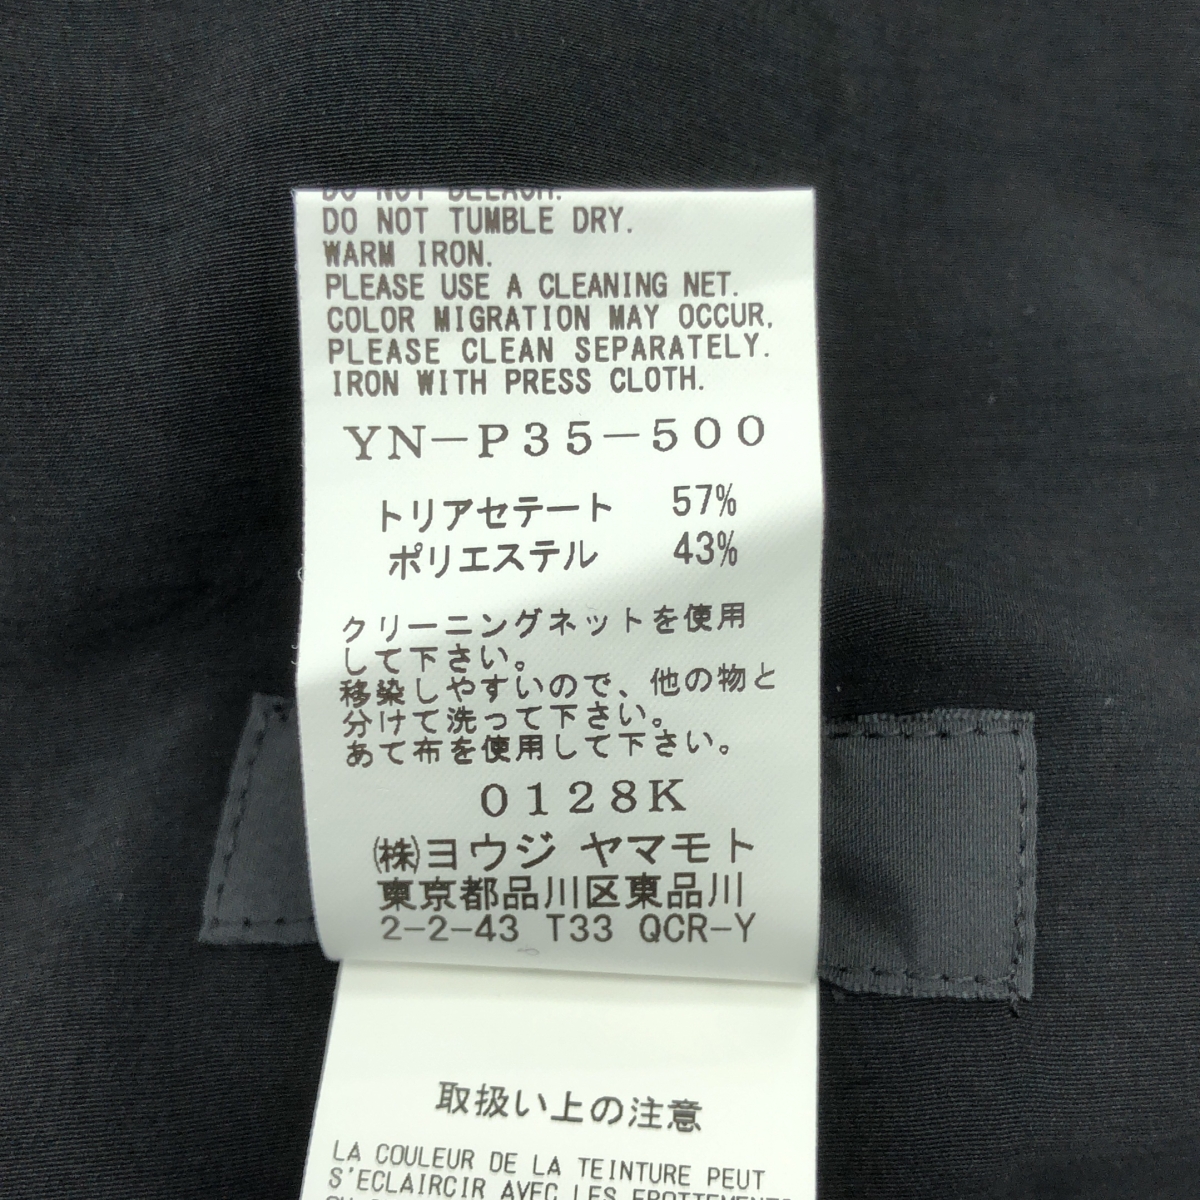 DO NOT BLEACH.
DO NOT TUMBLE DRY.
WARM IRON.
PLEASE USE A CLEANING NET.
COLOR MIGRATION MAY OCCUR,
PLEASE CLEAN SEPARATELY.
IRON WITH PRESS CLOTH.
YN-P35-500
トリアセテート 57%
ポリエステル 43%
クリーニングネットを使用
して下さい。
移染しやすいので、他の物と
分けて洗って下さい。
あて布を使用して下さい。
0128K
㈱ヨウジ ヤマモト
東京都品川区東品川
2-2-43 T33 QCR-Y
取扱い上の注意
LA COULEUR DE LA TEINTURE PEUT
S'ECLAIRCIR AVEC LES FROTTEMENTS